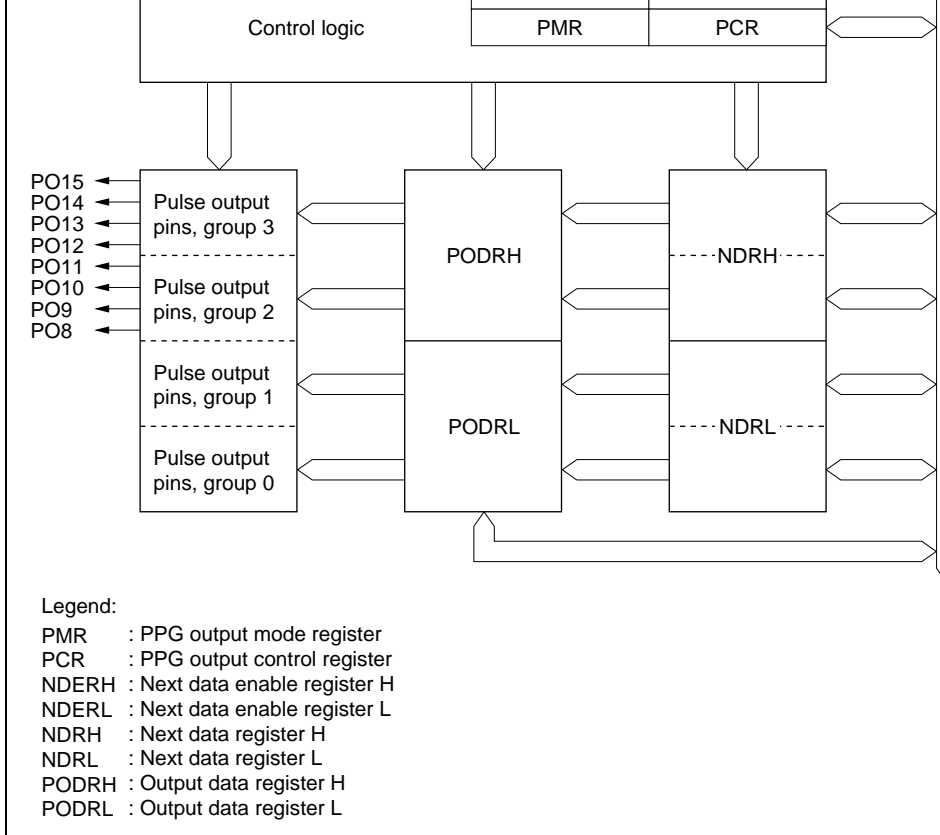 Control logic
PMR
PCR
PO15
PO14
PO13
PO12
PO11
PO10
PO9
PO8
Pulse output
pins, group 3
Pulse output
pins, group 2
Pulse output
pins, group 1
Pulse output
pins, group 0
PODRH
PODRL
NDRH
NDRL
Legend:
PMR : PPG output mode register
PCR : PPG output control register
NDERH : Next data enable register H
NDERL : Next data enable register L
NDRH : Next data register H
NDRL : Next data register L
PODRH : Output data register H
PODRL : Output data register L